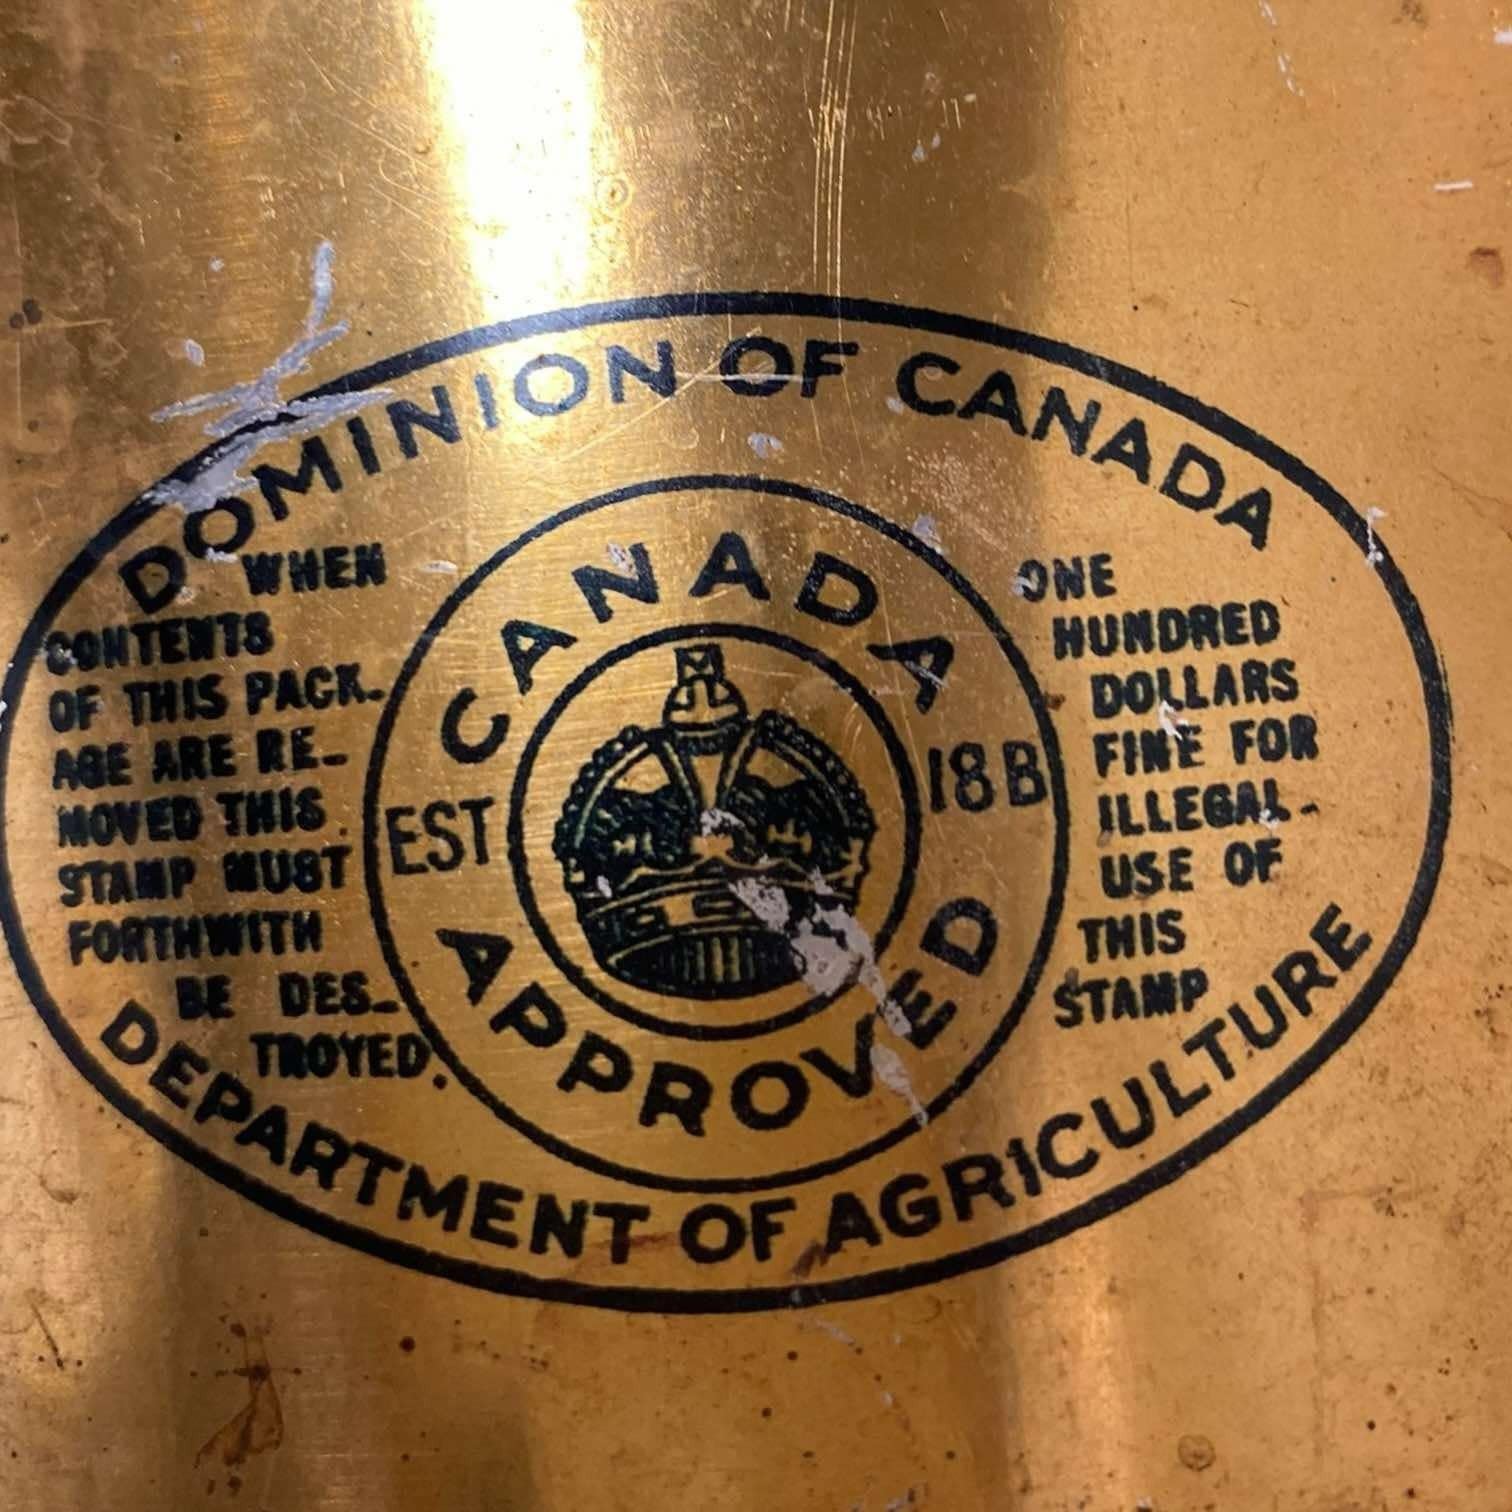 DOMINION OF CANADA
WHEN
CONTENTS
OF THIS PACK-
AGE ARE RE-
MOVED THIS
STAMP MUST
FORTHWITH
BE DES-
TROYED.
CANADA
EST 18B
APPROVED
ONE
HUNDRED
DOLLARS
FINE FOR
ILLEGAL-
USE OF
THIS
STAMP
DEPARTMENT OF AGRICULTURE